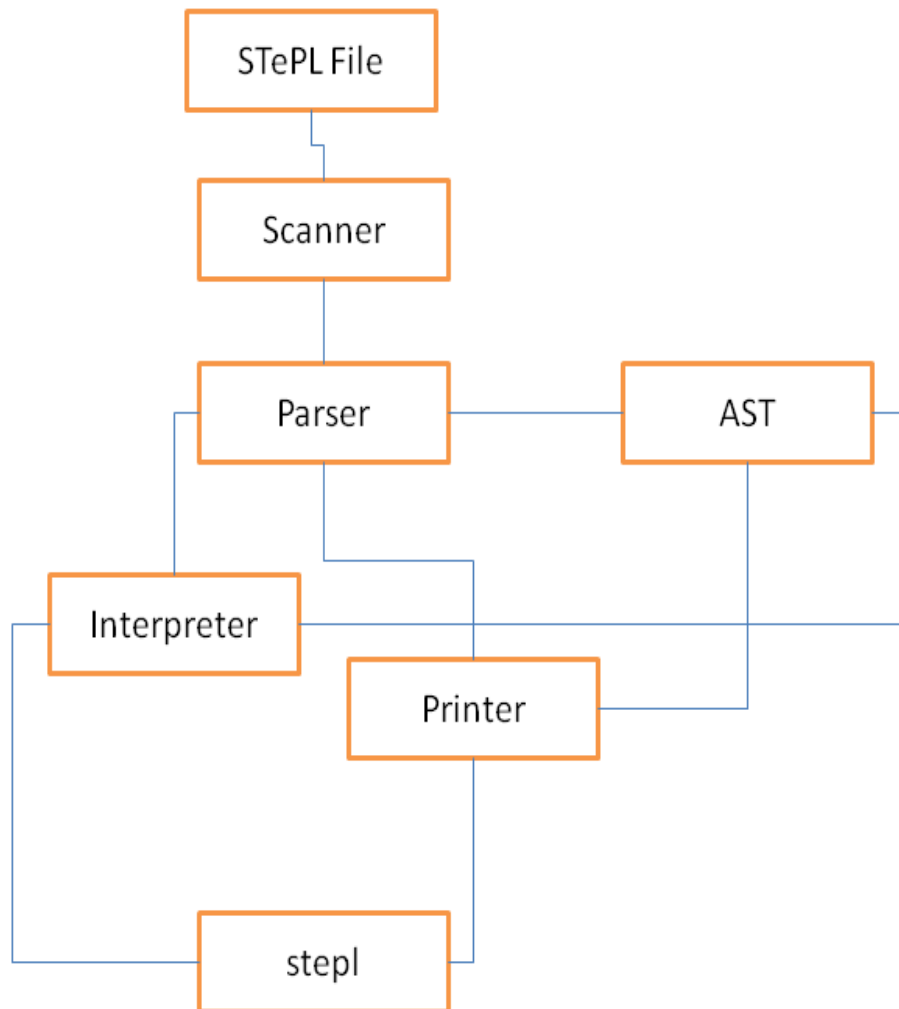 STePL File
Scanner
Parser
AST
Interpreter
Printer
stepl